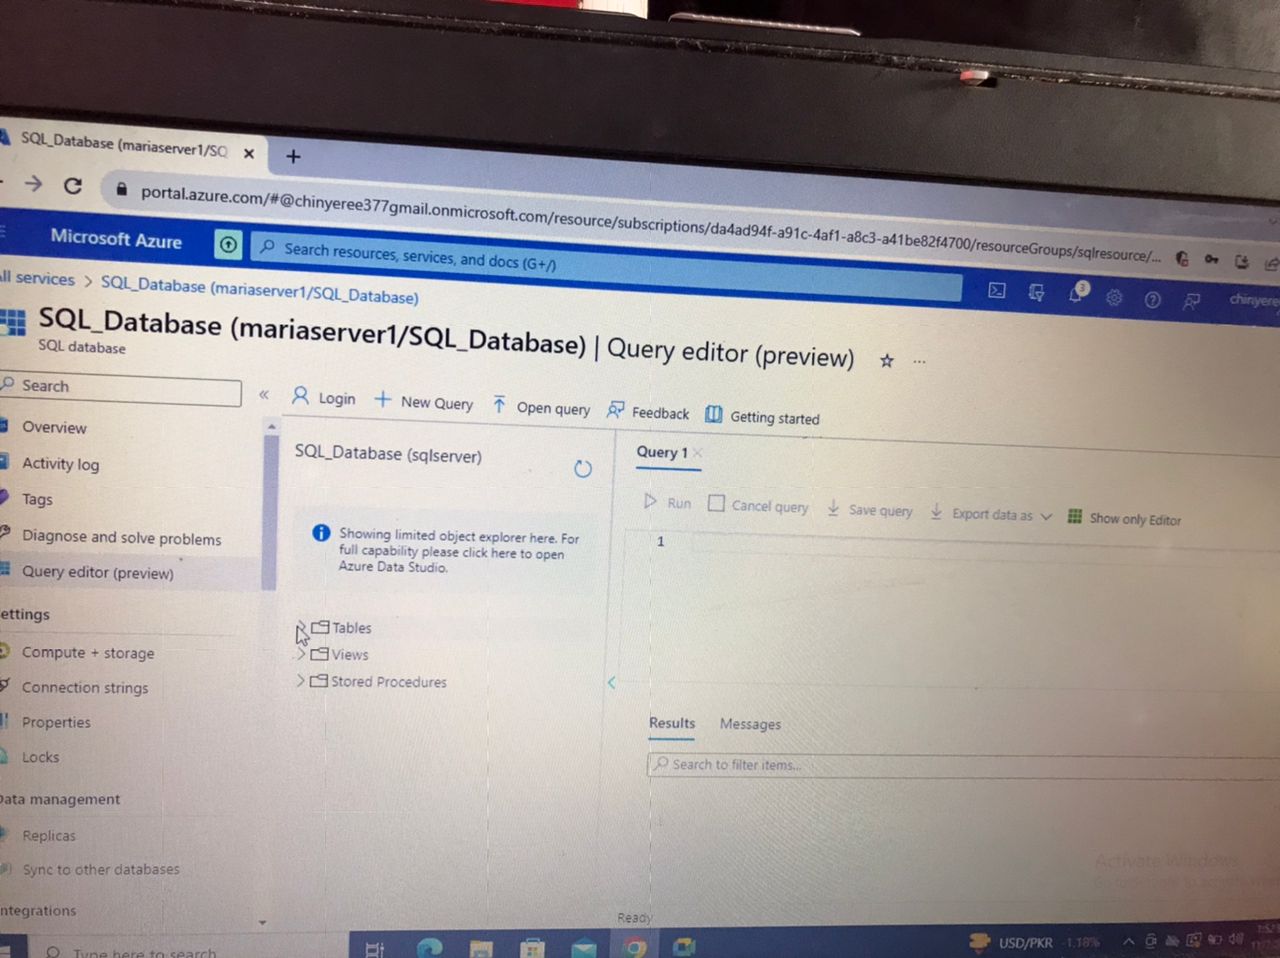 SQL_Database (mariaserver1/SQ
portal.azure.com/#@chinyeree377gmail.onmicrosoft.com/resource/subscriptions/da4ad94f-a91c-4af1-a8c3-a41be82f4700/resourceGroups/sqlresource/...
Microsoft Azure
Search resources, services, and docs (G+/)
3
chinyere
ll services > SQL_Database (mariaserver1/SQL_Database)
SQL_Database (mariaserver1/SQL_Database) | Query editor (preview)
SQL database
Search
Login
New Query
Open query
Feedback
Getting started
Overview
Activity log
Tags
Diagnose and solve problems
Query editor (preview)
ettings
Compute + storage
Connection strings
Properties
Locks
Data management
Replicas
Sync to other databases
ntegrations
SQL_Database (sqlserver)
Showing limited object explorer here. For
full capability please click here to open
Azure Data Studio.
Tables
Views
Stored Procedures
Query 1
Run
Cancel query
Save query
Export data as
Show only Editor
1
Results
Messages
Search to filter items...
Activate Windows
Ready
Type here to search
USD/PKR -1.18%